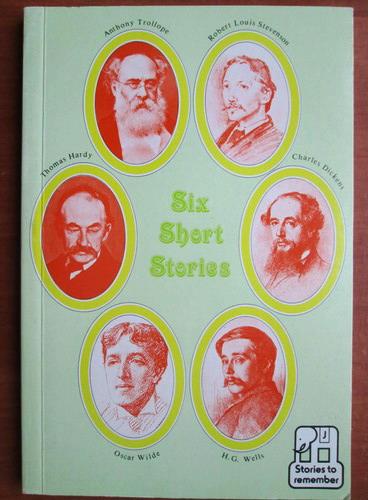 Anthony Trollope
Robert Louis Stevenson
Thomas Hardy
Charles Dickens
Six
Short
Stories
Oscar Wilde
H.G. Wells
Stories to
remember